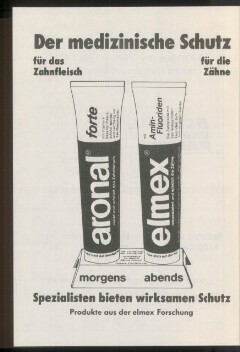 Der medizinische Schutz
für das
Zahnfleisch
für die
Zähne
aronal® forte
elmex®
mit
Amin-
Fluoriden
morgens
abends
Spezialisten bieten wirksamen Schutz
Produkte aus der elmex Forschung